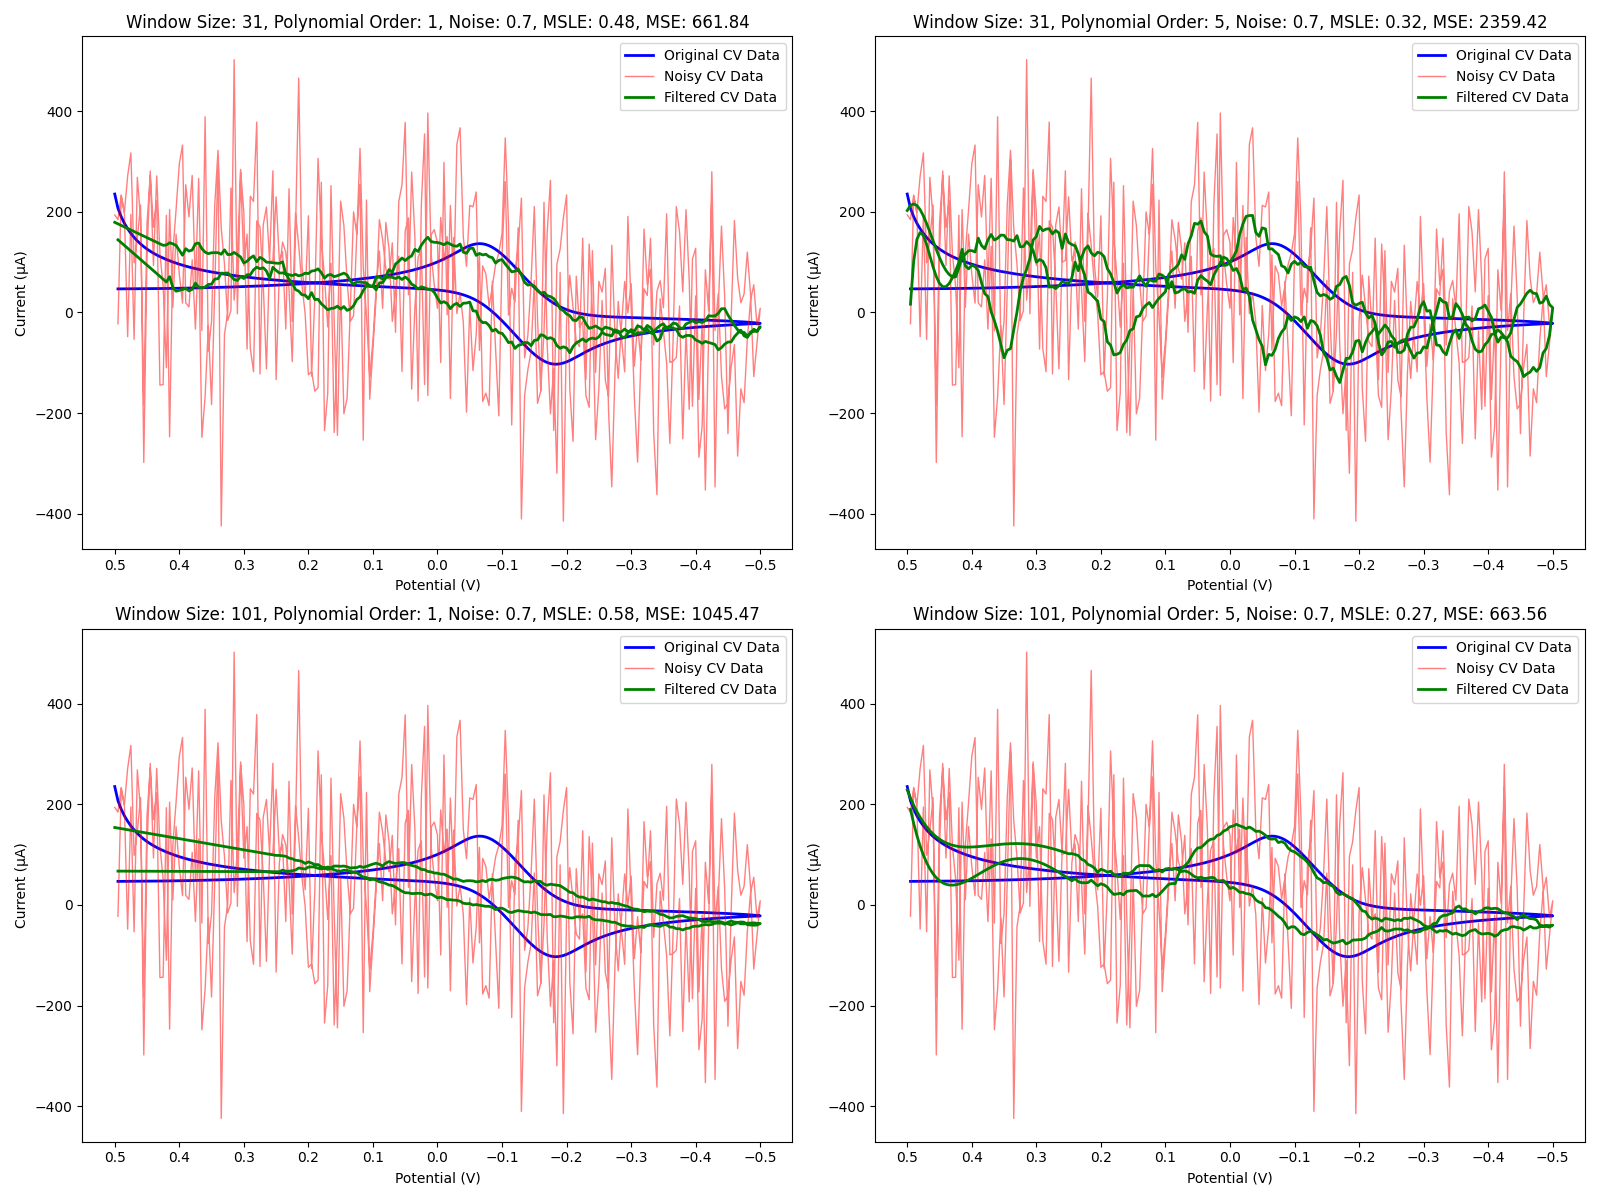 Window Size: 31, Polynomial Order: 1, Noise: 0.7, MSLE: 0.48, MSE: 661.84
Original CV Data
Noisy CV Data
Filtered CV Data
400
200
0
−200
−400
Current (μA)
0.5 0.4 0.3 0.2 0.1 0.0 −0.1 −0.2 −0.3 −0.4 −0.5
Potential (V)
Window Size: 31, Polynomial Order: 5, Noise: 0.7, MSLE: 0.32, MSE: 2359.42
Original CV Data
Noisy CV Data
Filtered CV Data
400
200
0
−200
−400
Current (μA)
0.5 0.4 0.3 0.2 0.1 0.0 −0.1 −0.2 −0.3 −0.4 −0.5
Potential (V)
Window Size: 101, Polynomial Order: 1, Noise: 0.7, MSLE: 0.58, MSE: 1045.47
Original CV Data
Noisy CV Data
Filtered CV Data
400
200
0
−200
−400
Current (μA)
0.5 0.4 0.3 0.2 0.1 0.0 −0.1 −0.2 −0.3 −0.4 −0.5
Potential (V)
Window Size: 101, Polynomial Order: 5, Noise: 0.7, MSLE: 0.27, MSE: 663.56
Original CV Data
Noisy CV Data
Filtered CV Data
400
200
0
−200
−400
Current (μA)
0.5 0.4 0.3 0.2 0.1 0.0 −0.1 −0.2 −0.3 −0.4 −0.5
Potential (V)